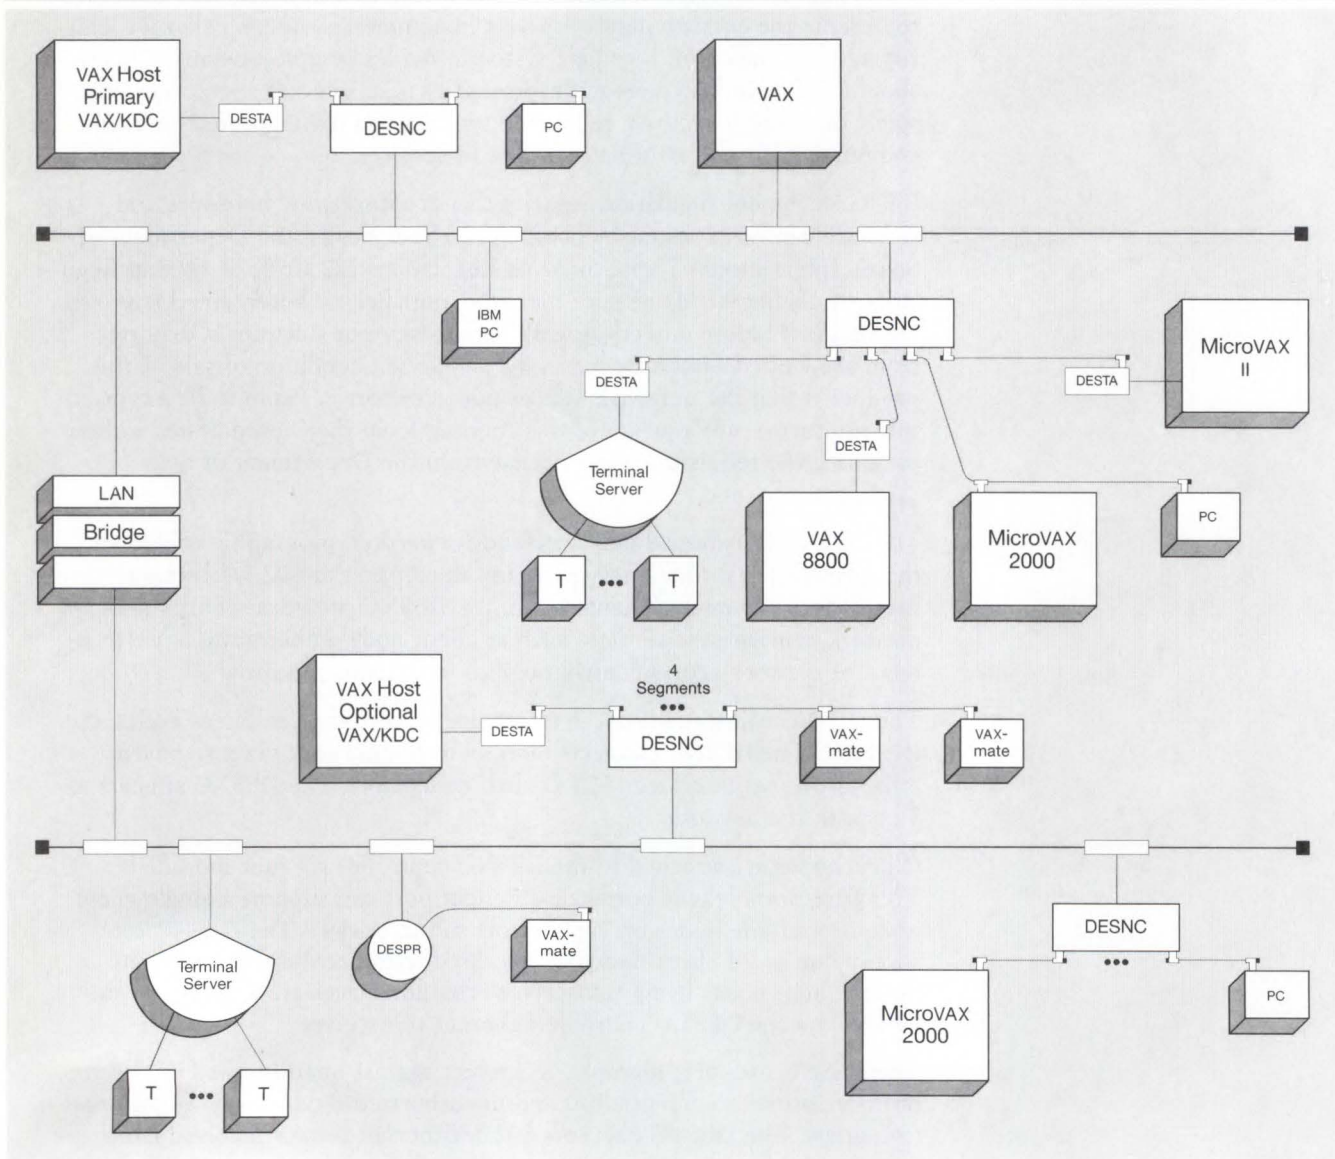 VAX Host
Primary
VAX/KDC
DESTA
DESNC
PC
VAX
IBM
PC
DESNC
MicroVAX
II
DESTA
DESTA
DESTA
Terminal
Server
T ••• T
VAX
8800
MicroVAX
2000
PC
LAN
Bridge
VAX Host
Optional
VAX/KDC
DESTA
4
Segments
•••
DESNC
VAX-
mate
VAX-
mate
Terminal
Server
T ••• T
DESPR
VAX-
mate
DESNC
•••
MicroVAX
2000
PC